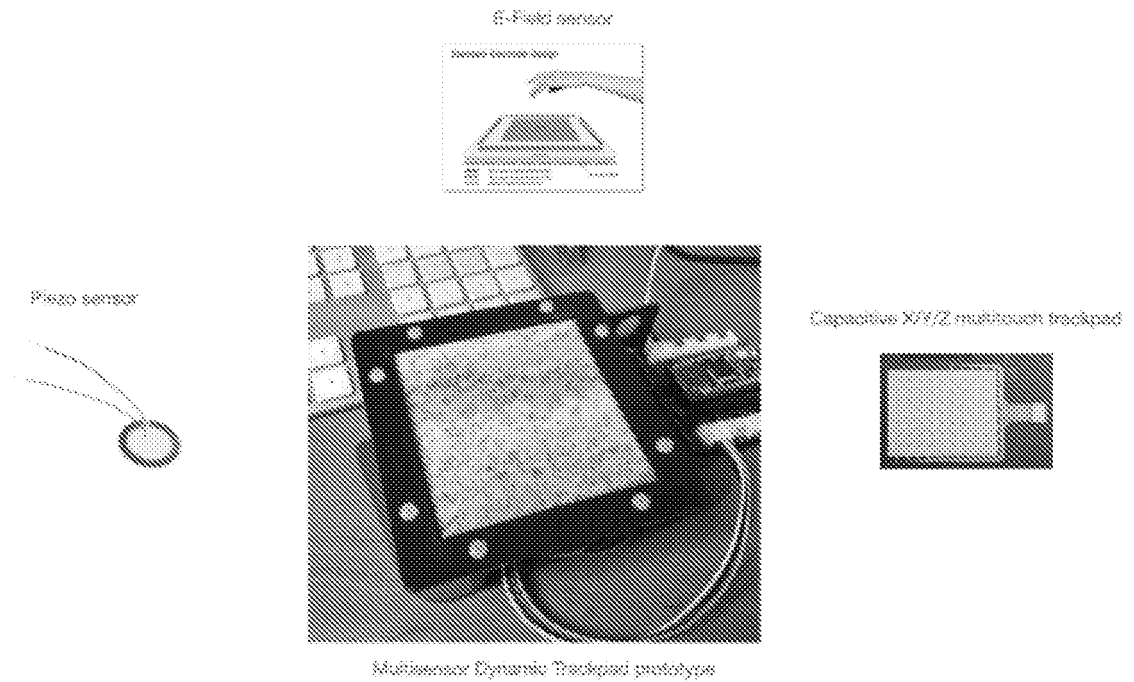 E-Field sensor
Piezo sensor
Capacitive X/Y/Z multitouch trackpad
Multisensor Dynamic Trackpad prototype